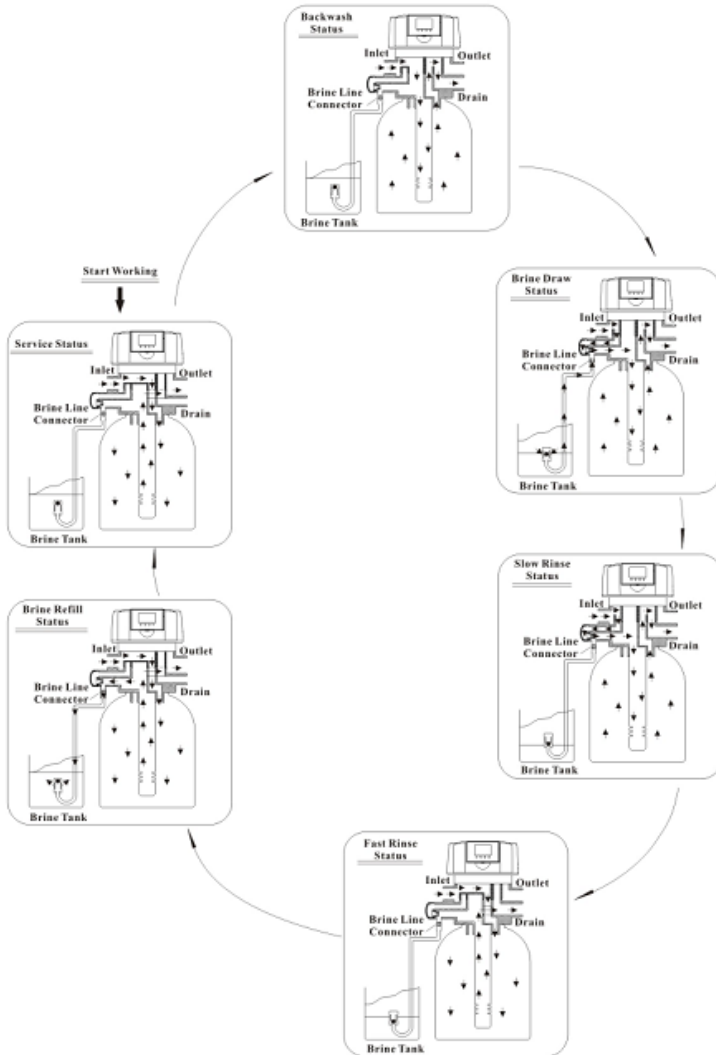 Backwash
Status
Inlet
Outlet
Brine Line
Connector
Drain
Brine Tank
Start Working
Service Status
Inlet
Outlet
Brine Line
Connector
Drain
Brine Tank
Brine Draw
Status
Inlet
Outlet
Brine Line
Connector
Drain
Brine Tank
Slow Rinse
Status
Inlet
Outlet
Brine Line
Connector
Drain
Brine Tank
Brine Refill
Status
Inlet
Outlet
Brine Line
Connector
Drain
Brine Tank
Fast Rinse
Status
Inlet
Outlet
Brine Line
Connector
Drain
Brine Tank